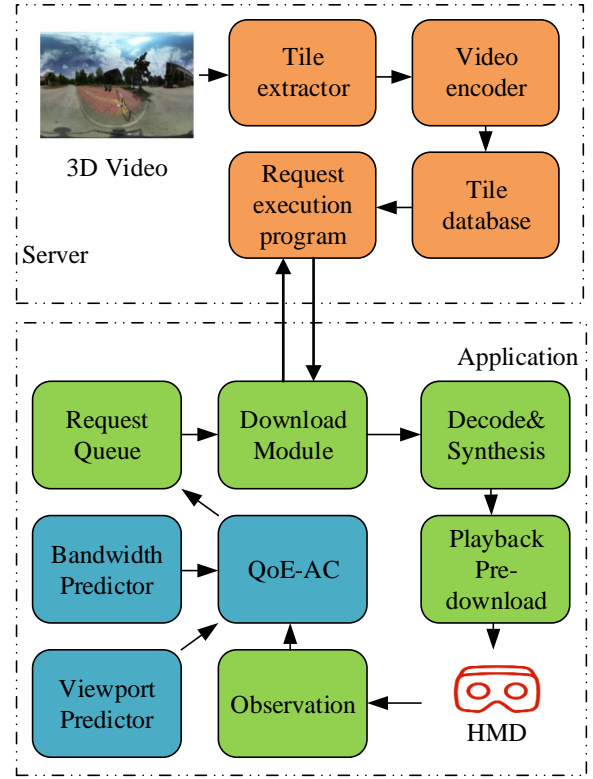 Tile
extractor
Video
encoder
3D Video
Request
execution
program
Tile
database
Server
Application
Request
Queue
Download
Module
Decode&
Synthesis
Bandwidth
Predictor
QoE-AC
Playback
Pre-
download
Viewport
Predictor
Observation
HMD